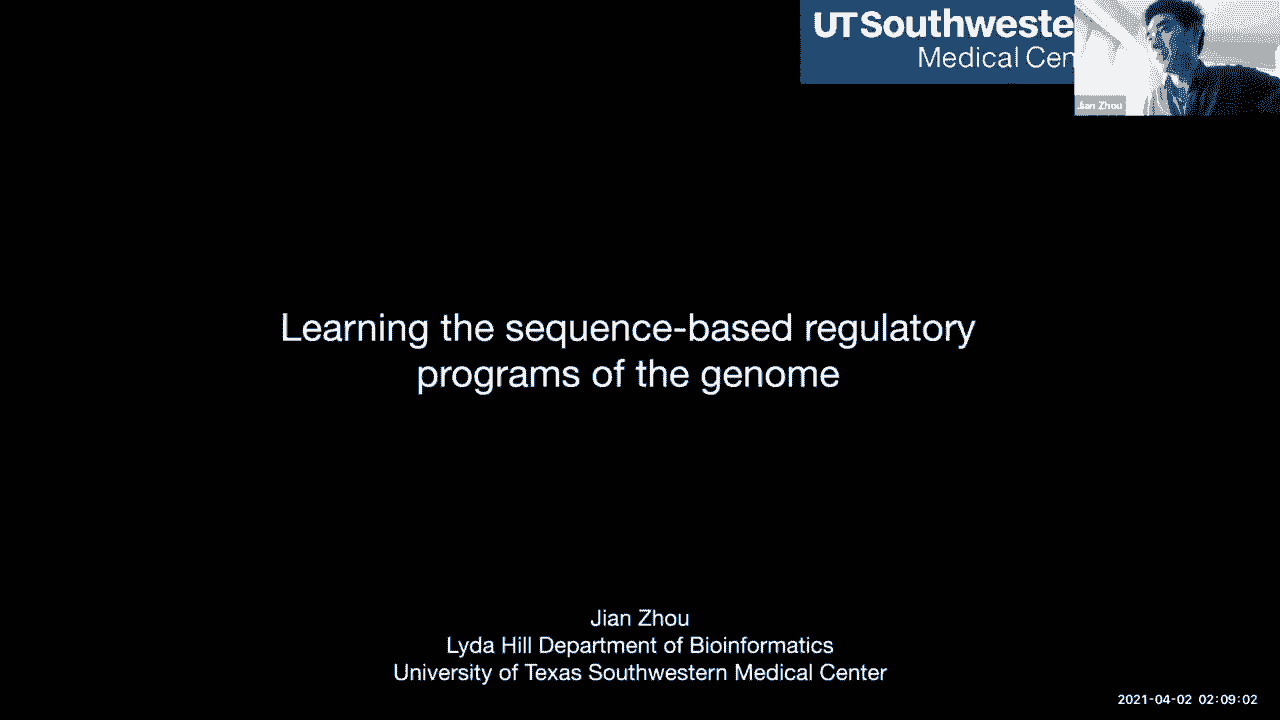 UTSouthweste
Medical Cen
Jian Zhou
Learning the sequence-based regulatory
programs of the genome
Jian Zhou
Lyda Hill Department of Bioinformatics
University of Texas Southwestern Medical Center
2021-04-02 02:09:02